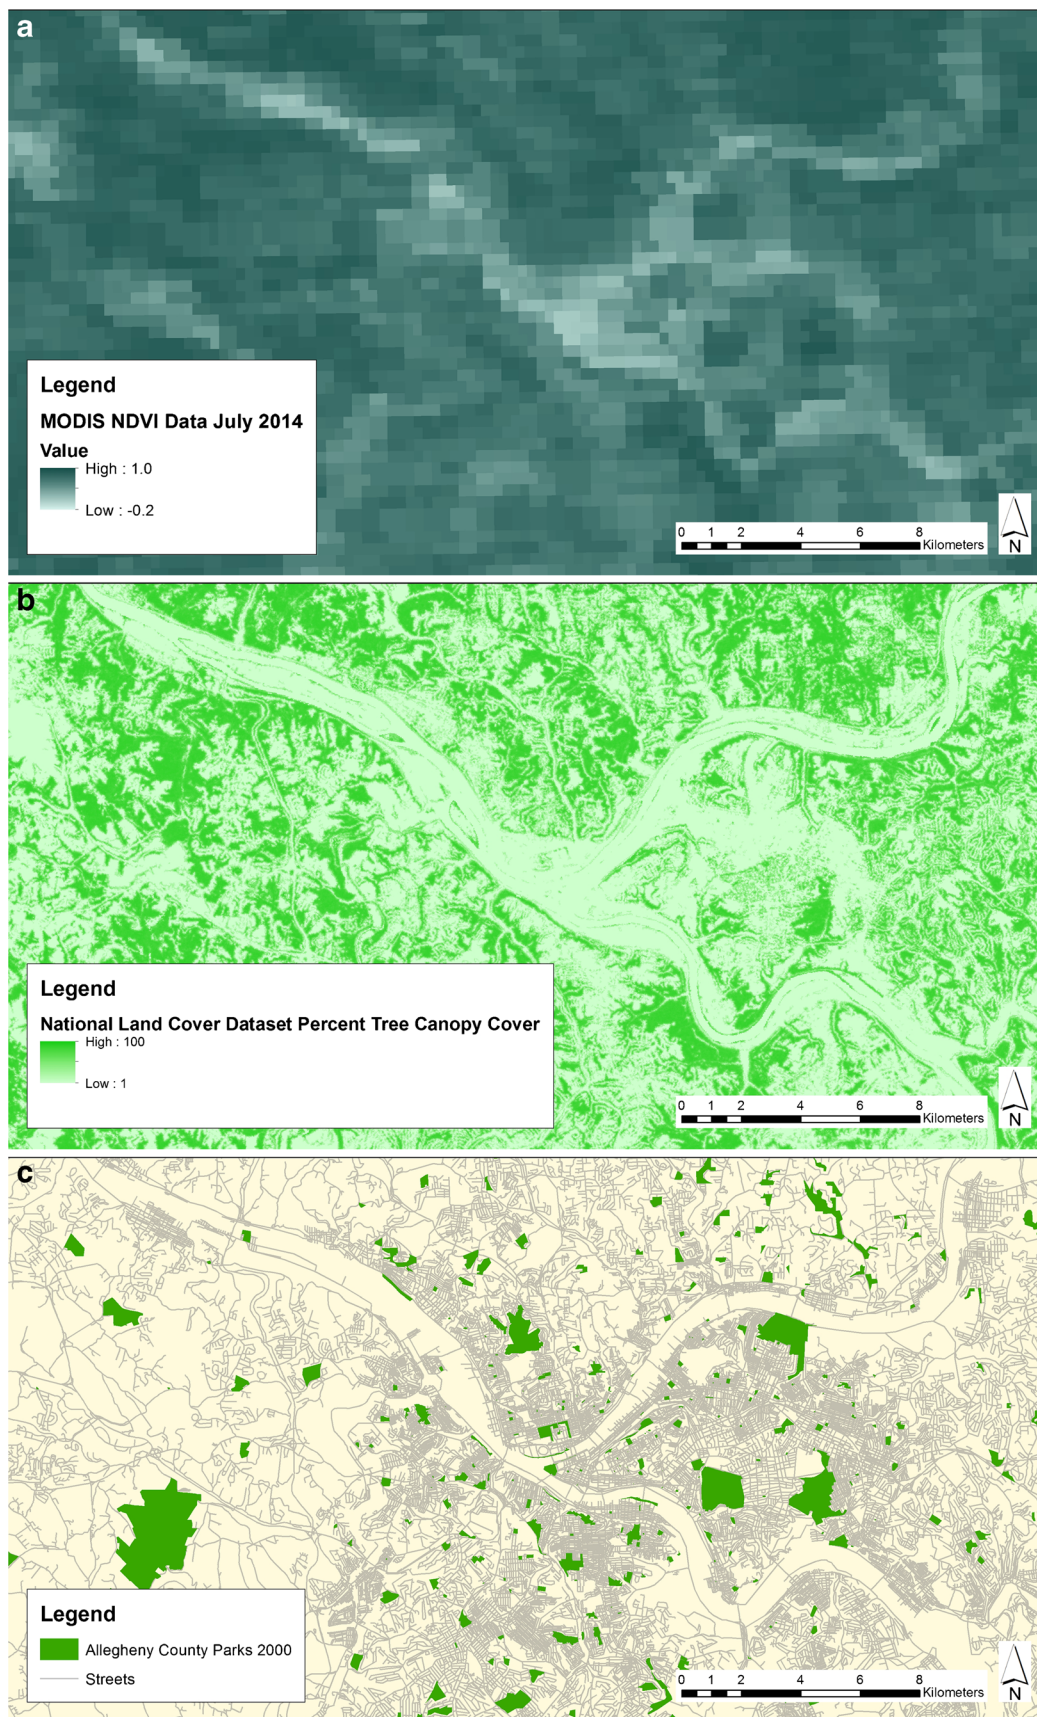 a
Legend
MODIS NDVI Data July 2014
Value
High : 1.0
Low : -0.2
0 1 2 4 6 8
Kilometers
N
b
Legend
National Land Cover Dataset Percent Tree Canopy Cover
High : 100
Low : 1
0 1 2 4 6 8
Kilometers
N
c
Legend
Allegheny County Parks 2000
Streets
0 1 2 4 6 8
Kilometers
N